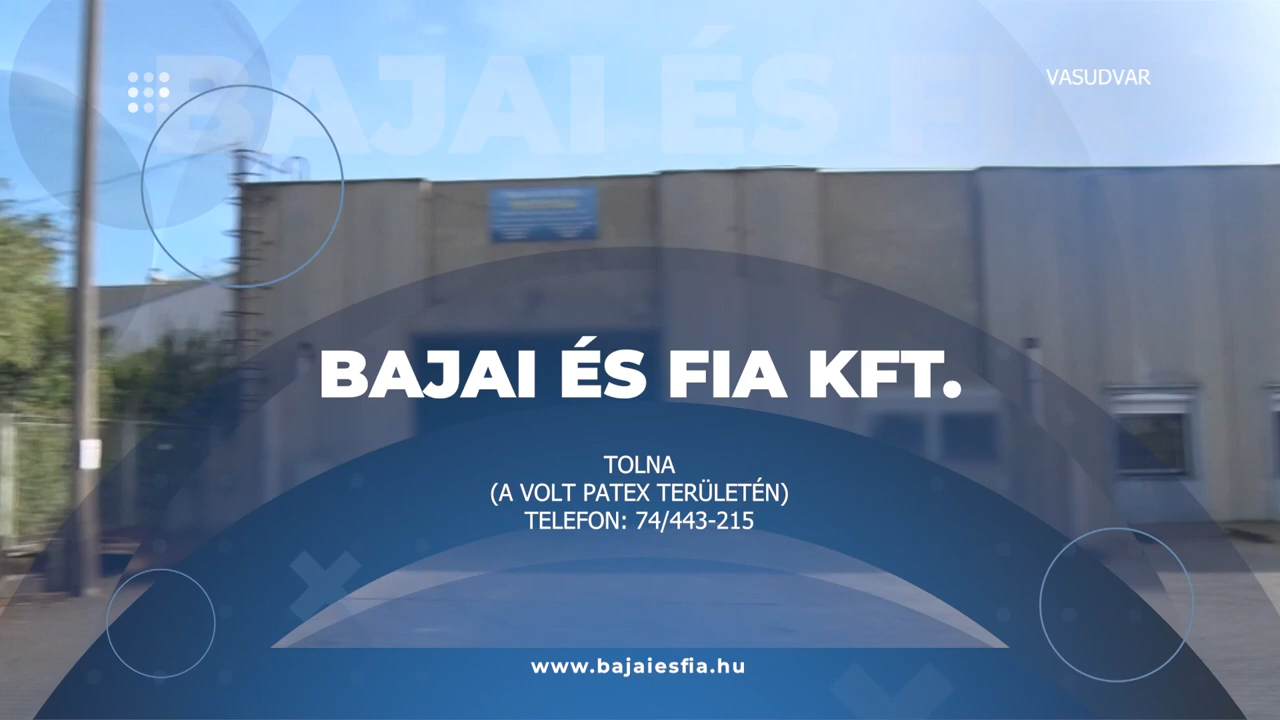 BAJAI ÉS FIA
VASUDVAR
BAJAI ÉS FIA KFT.
TOLNA
(A VOLT PATEX TERÜLETÉN)
TELEFON: 74/443-215
www.bajaiesfia.hu